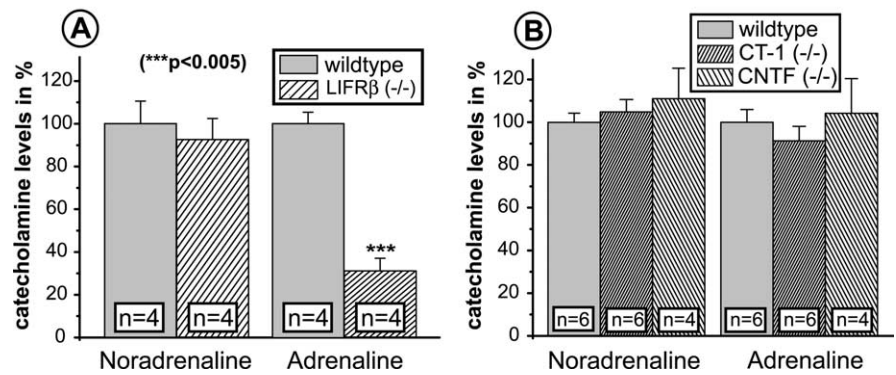 A
(***p<0.005)
wildtype
LIFRβ (-/-)
catecholamine levels in %
120
100
80
60
40
20
0
***
n=4
n=4
n=4
n=4
Noradrenaline
Adrenaline
B
wildtype
CT-1 (-/-)
CNTF (-/-)
catecholamine levels in %
120
100
80
60
40
20
0
n=6
n=6
n=4
n=6
n=6
n=4
Noradrenaline
Adrenaline